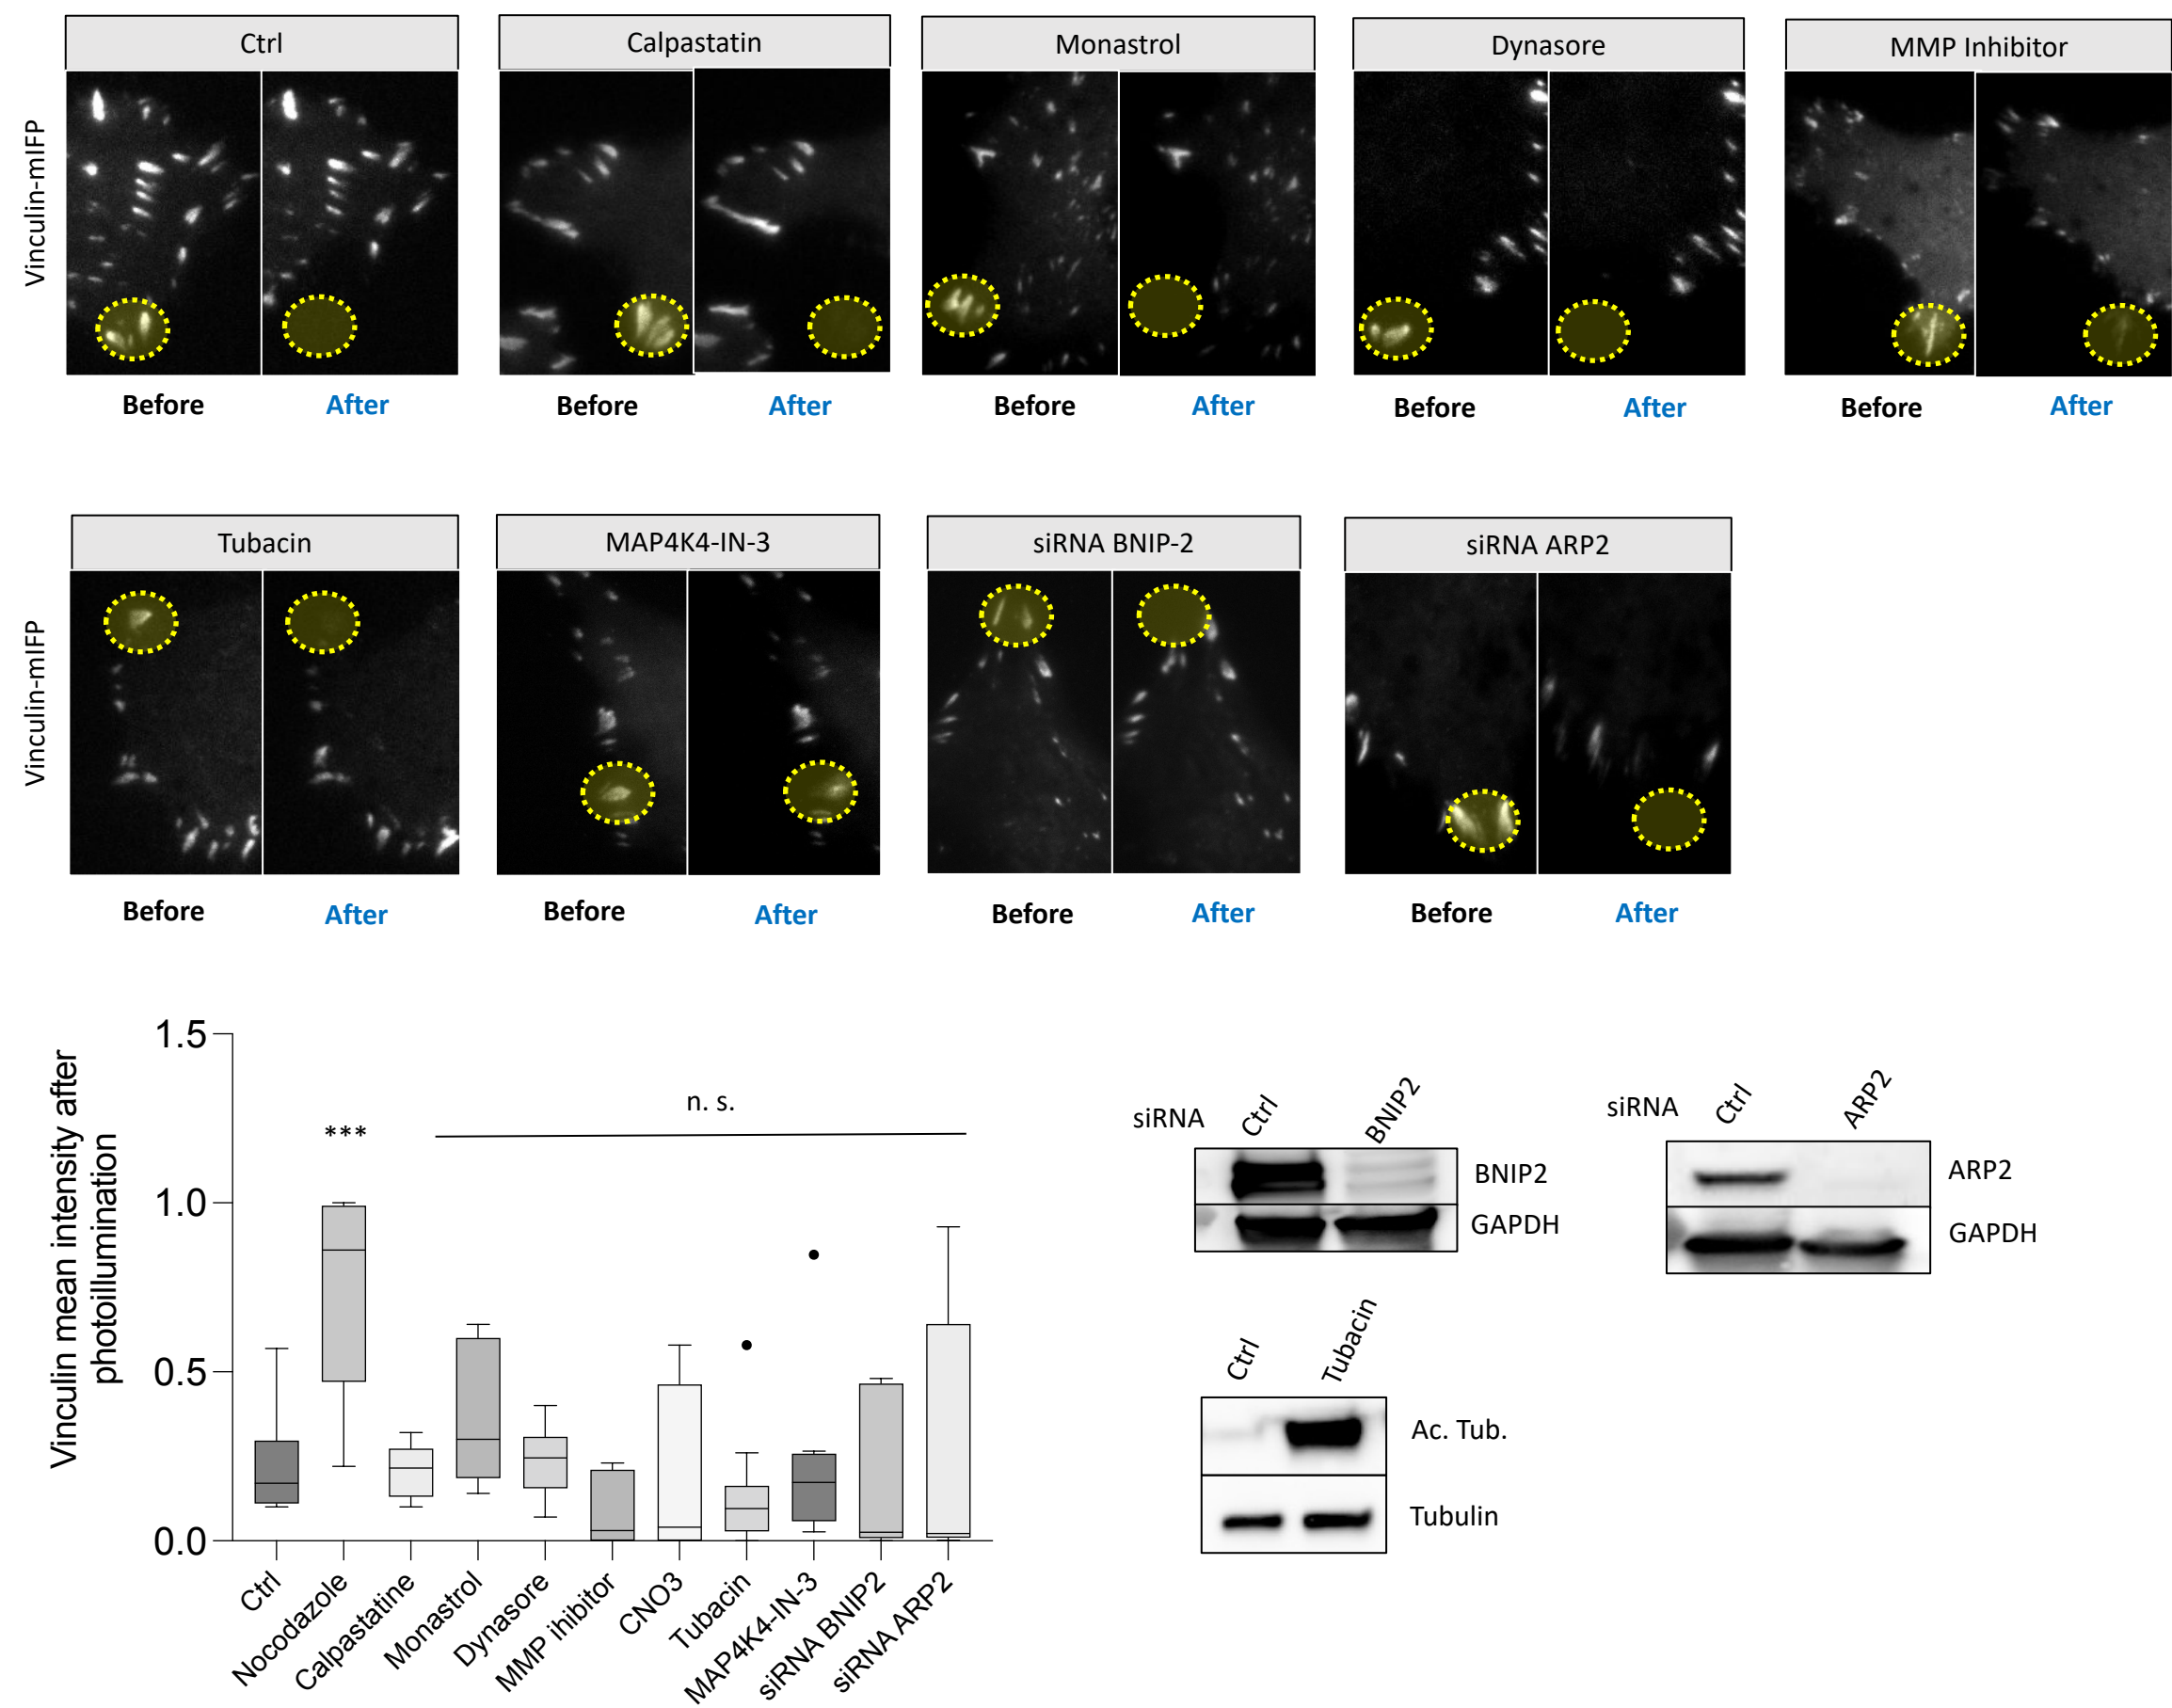 Ctrl
Calpastatin
Monastrol
Dynasore
MMP Inhibitor
Vinculin-mIFP
Before
After
Before
After
Before
After
Before
After
Before
After
Tubacin
MAP4K4-IN-3
siRNA BNIP-2
siRNA ARP2
Vinculin-mIFP
Before
After
Before
After
Before
After
Before
After
Vinculin mean intensity after
photoillumination
1.5
1.0
0.5
0.0
***
n. s.
Ctrl
Nocodazole
Calpastatine
Monastrol
Dynasore
MMP ihibitor
CNO3
Tubacin
MAP4K4-IN-3
siRNA BNIP2
siRNA ARP2
siRNA
Ctrl
BNIP2
BNIP2
GAPDH
siRNA
Ctrl
ARP2
ARP2
GAPDH
Ctrl
Tubacin
Ac. Tub.
Tubulin